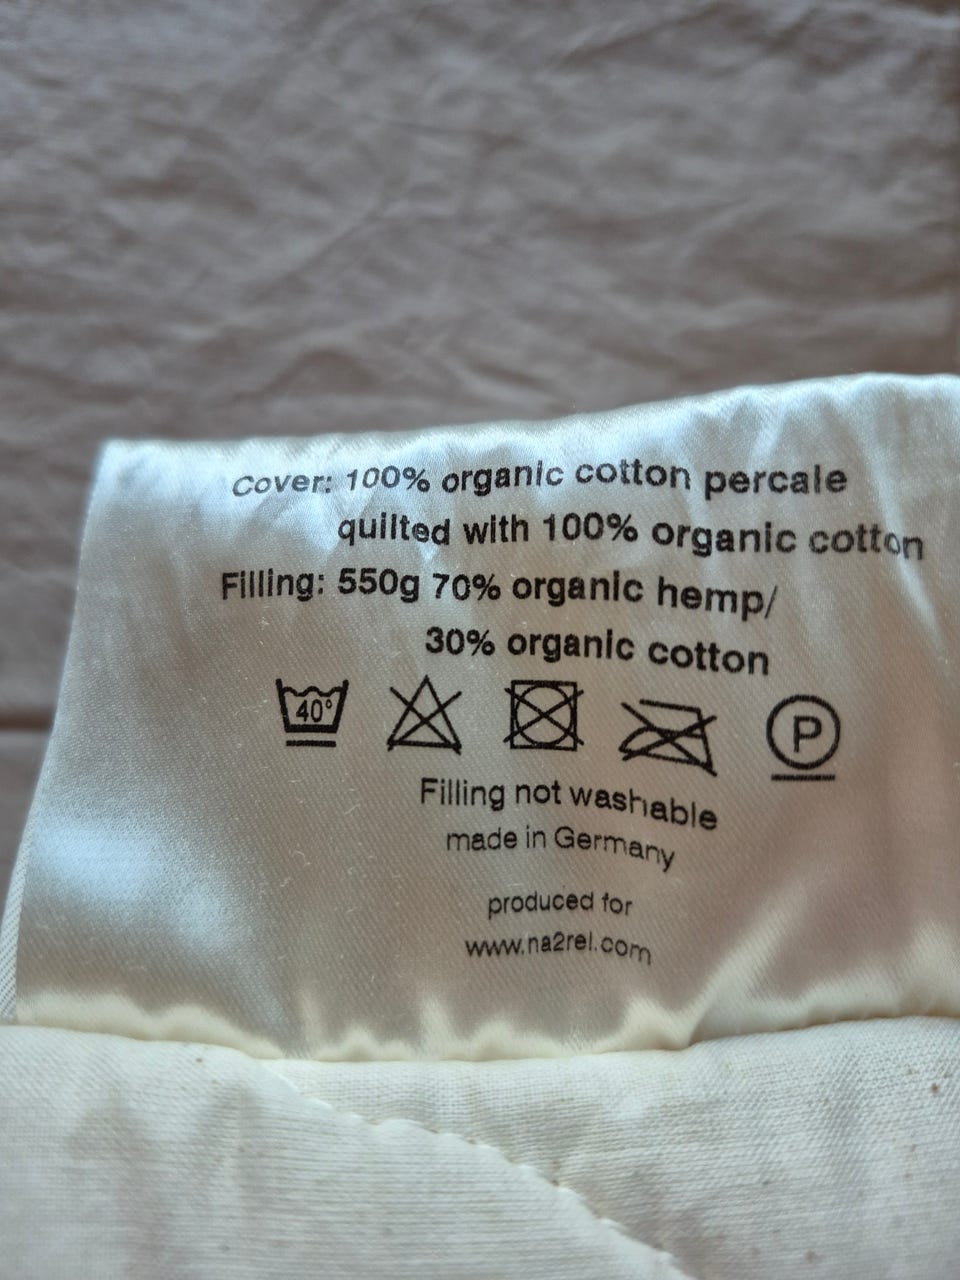 Cover: 100% organic cotton percale
quilted with 100% organic cotton
Filling: 550g 70% organic hemp/
30% organic cotton
40° P
Filling not washable
made in Germany
produced for
www.na2rel.com